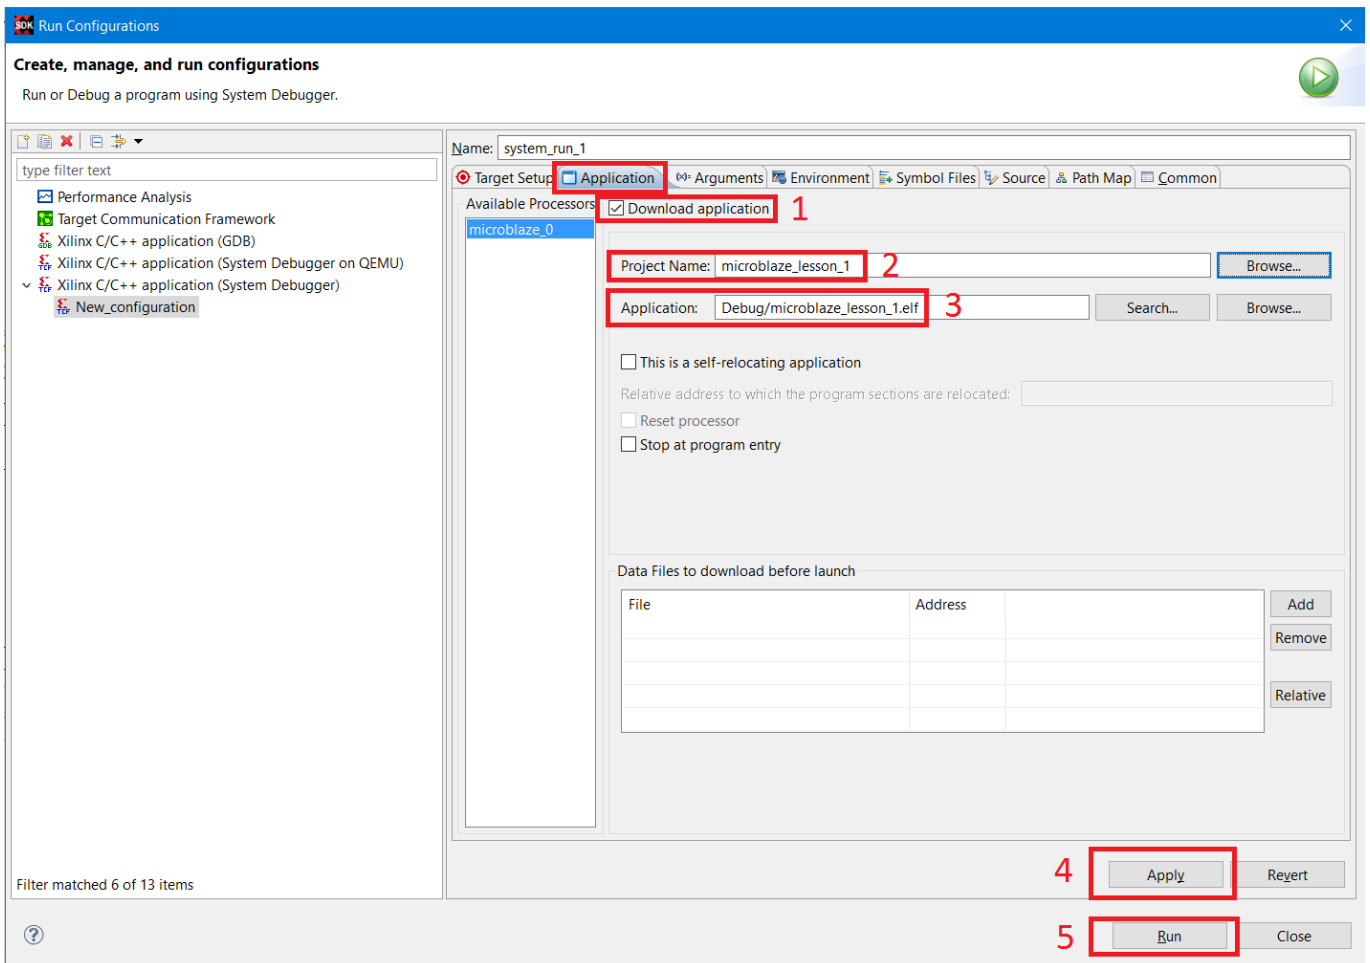 SDK Run Configurations
Create, manage, and run configurations
Run or Debug a program using System Debugger.
type filter text
Performance Analysis
Target Communication Framework
Xilinx C/C++ application (GDB)
Xilinx C/C++ application (System Debugger on QEMU)
Xilinx C/C++ application (System Debugger)
New_configuration
Filter matched 6 of 13 items
Name: system_run_1
Target Setup Application (x)= Arguments Environment Symbol Files Source Path Map Common
Available Processors
microblaze_0
Download application 1
Project Name: microblaze_lesson_1 2 Browse...
Application: Debug/microblaze_lesson_1.elf 3 Search... Browse...
This is a self-relocating application
Relative address to which the program sections are relocated:
Reset processor
Stop at program entry
Data Files to download before launch
File Address Add
Remove
Relative
4 Apply Revert
5 Run Close